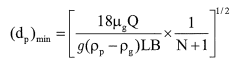 (d_p)_min = [ 18μ_g Q / g(ρ_p − ρ_g)LB × 1 / N+1 ]^1/2